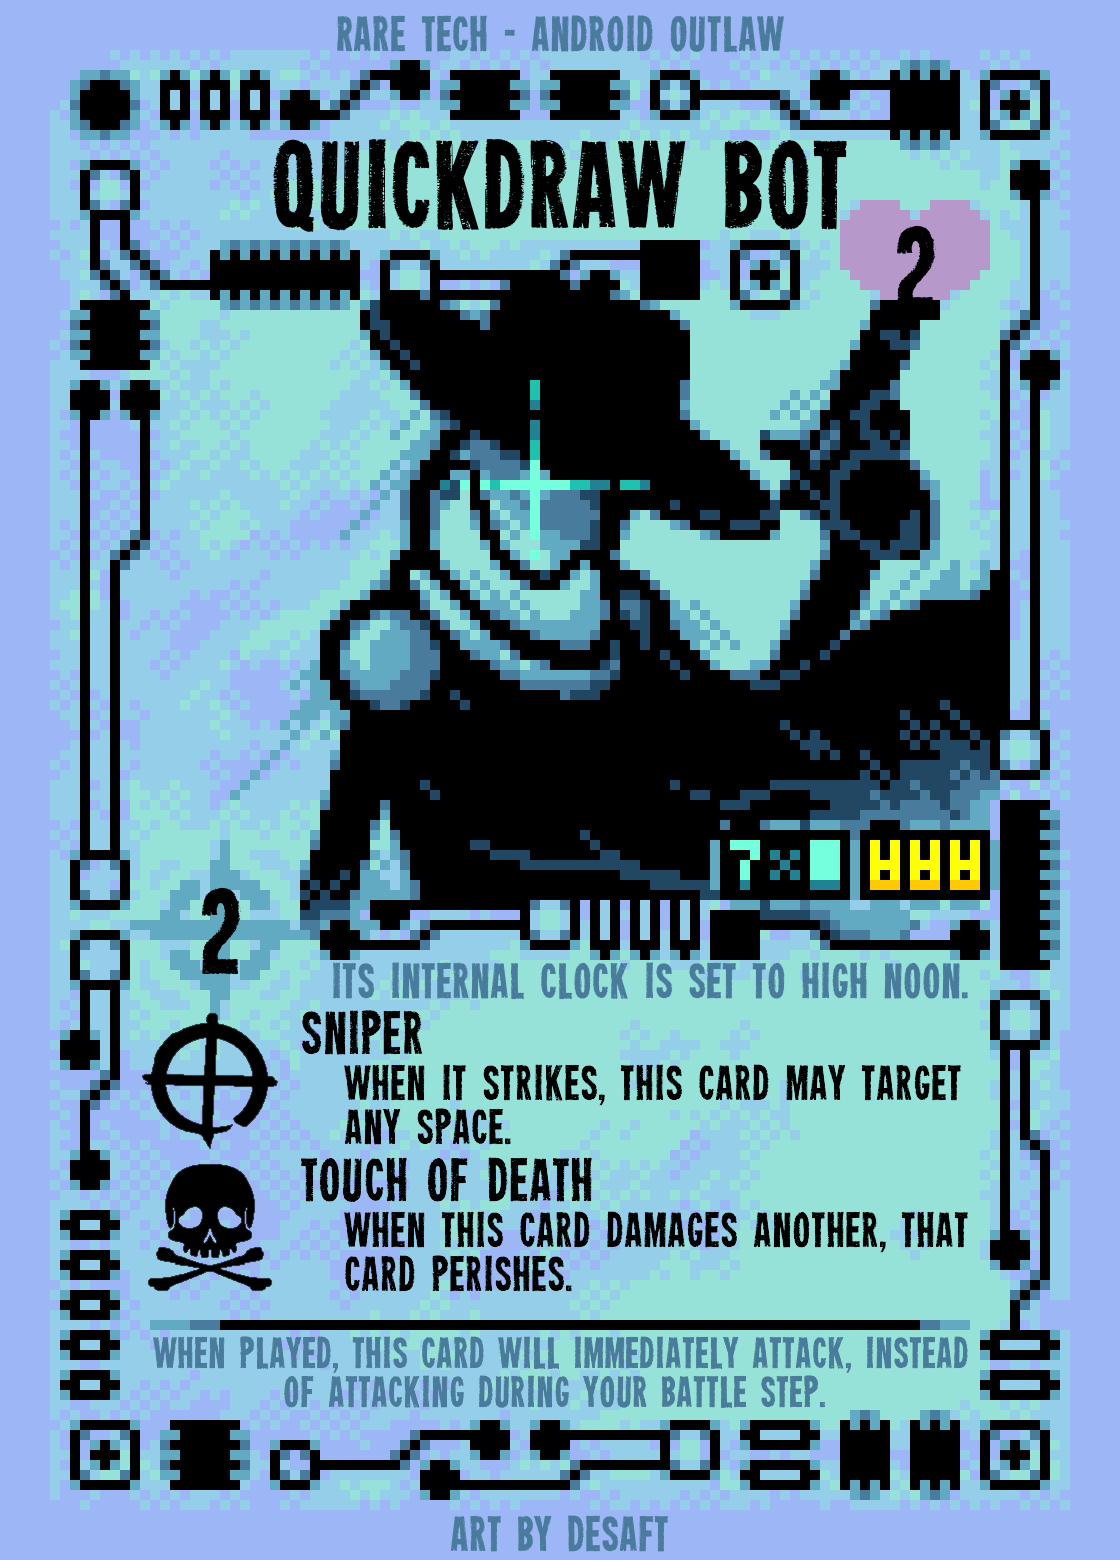 RARE TECH - ANDROID OUTLAW
QUICKDRAW BOT
2
7×
2
ITS INTERNAL CLOCK IS SET TO HIGH NOON.
SNIPER
WHEN IT STRIKES, THIS CARD MAY TARGET
ANY SPACE.
TOUCH OF DEATH
WHEN THIS CARD DAMAGES ANOTHER, THAT
CARD PERISHES.
WHEN PLAYED, THIS CARD WILL IMMEDIATELY ATTACK, INSTEAD
OF ATTACKING DURING YOUR BATTLE STEP.
ART BY DESAFT